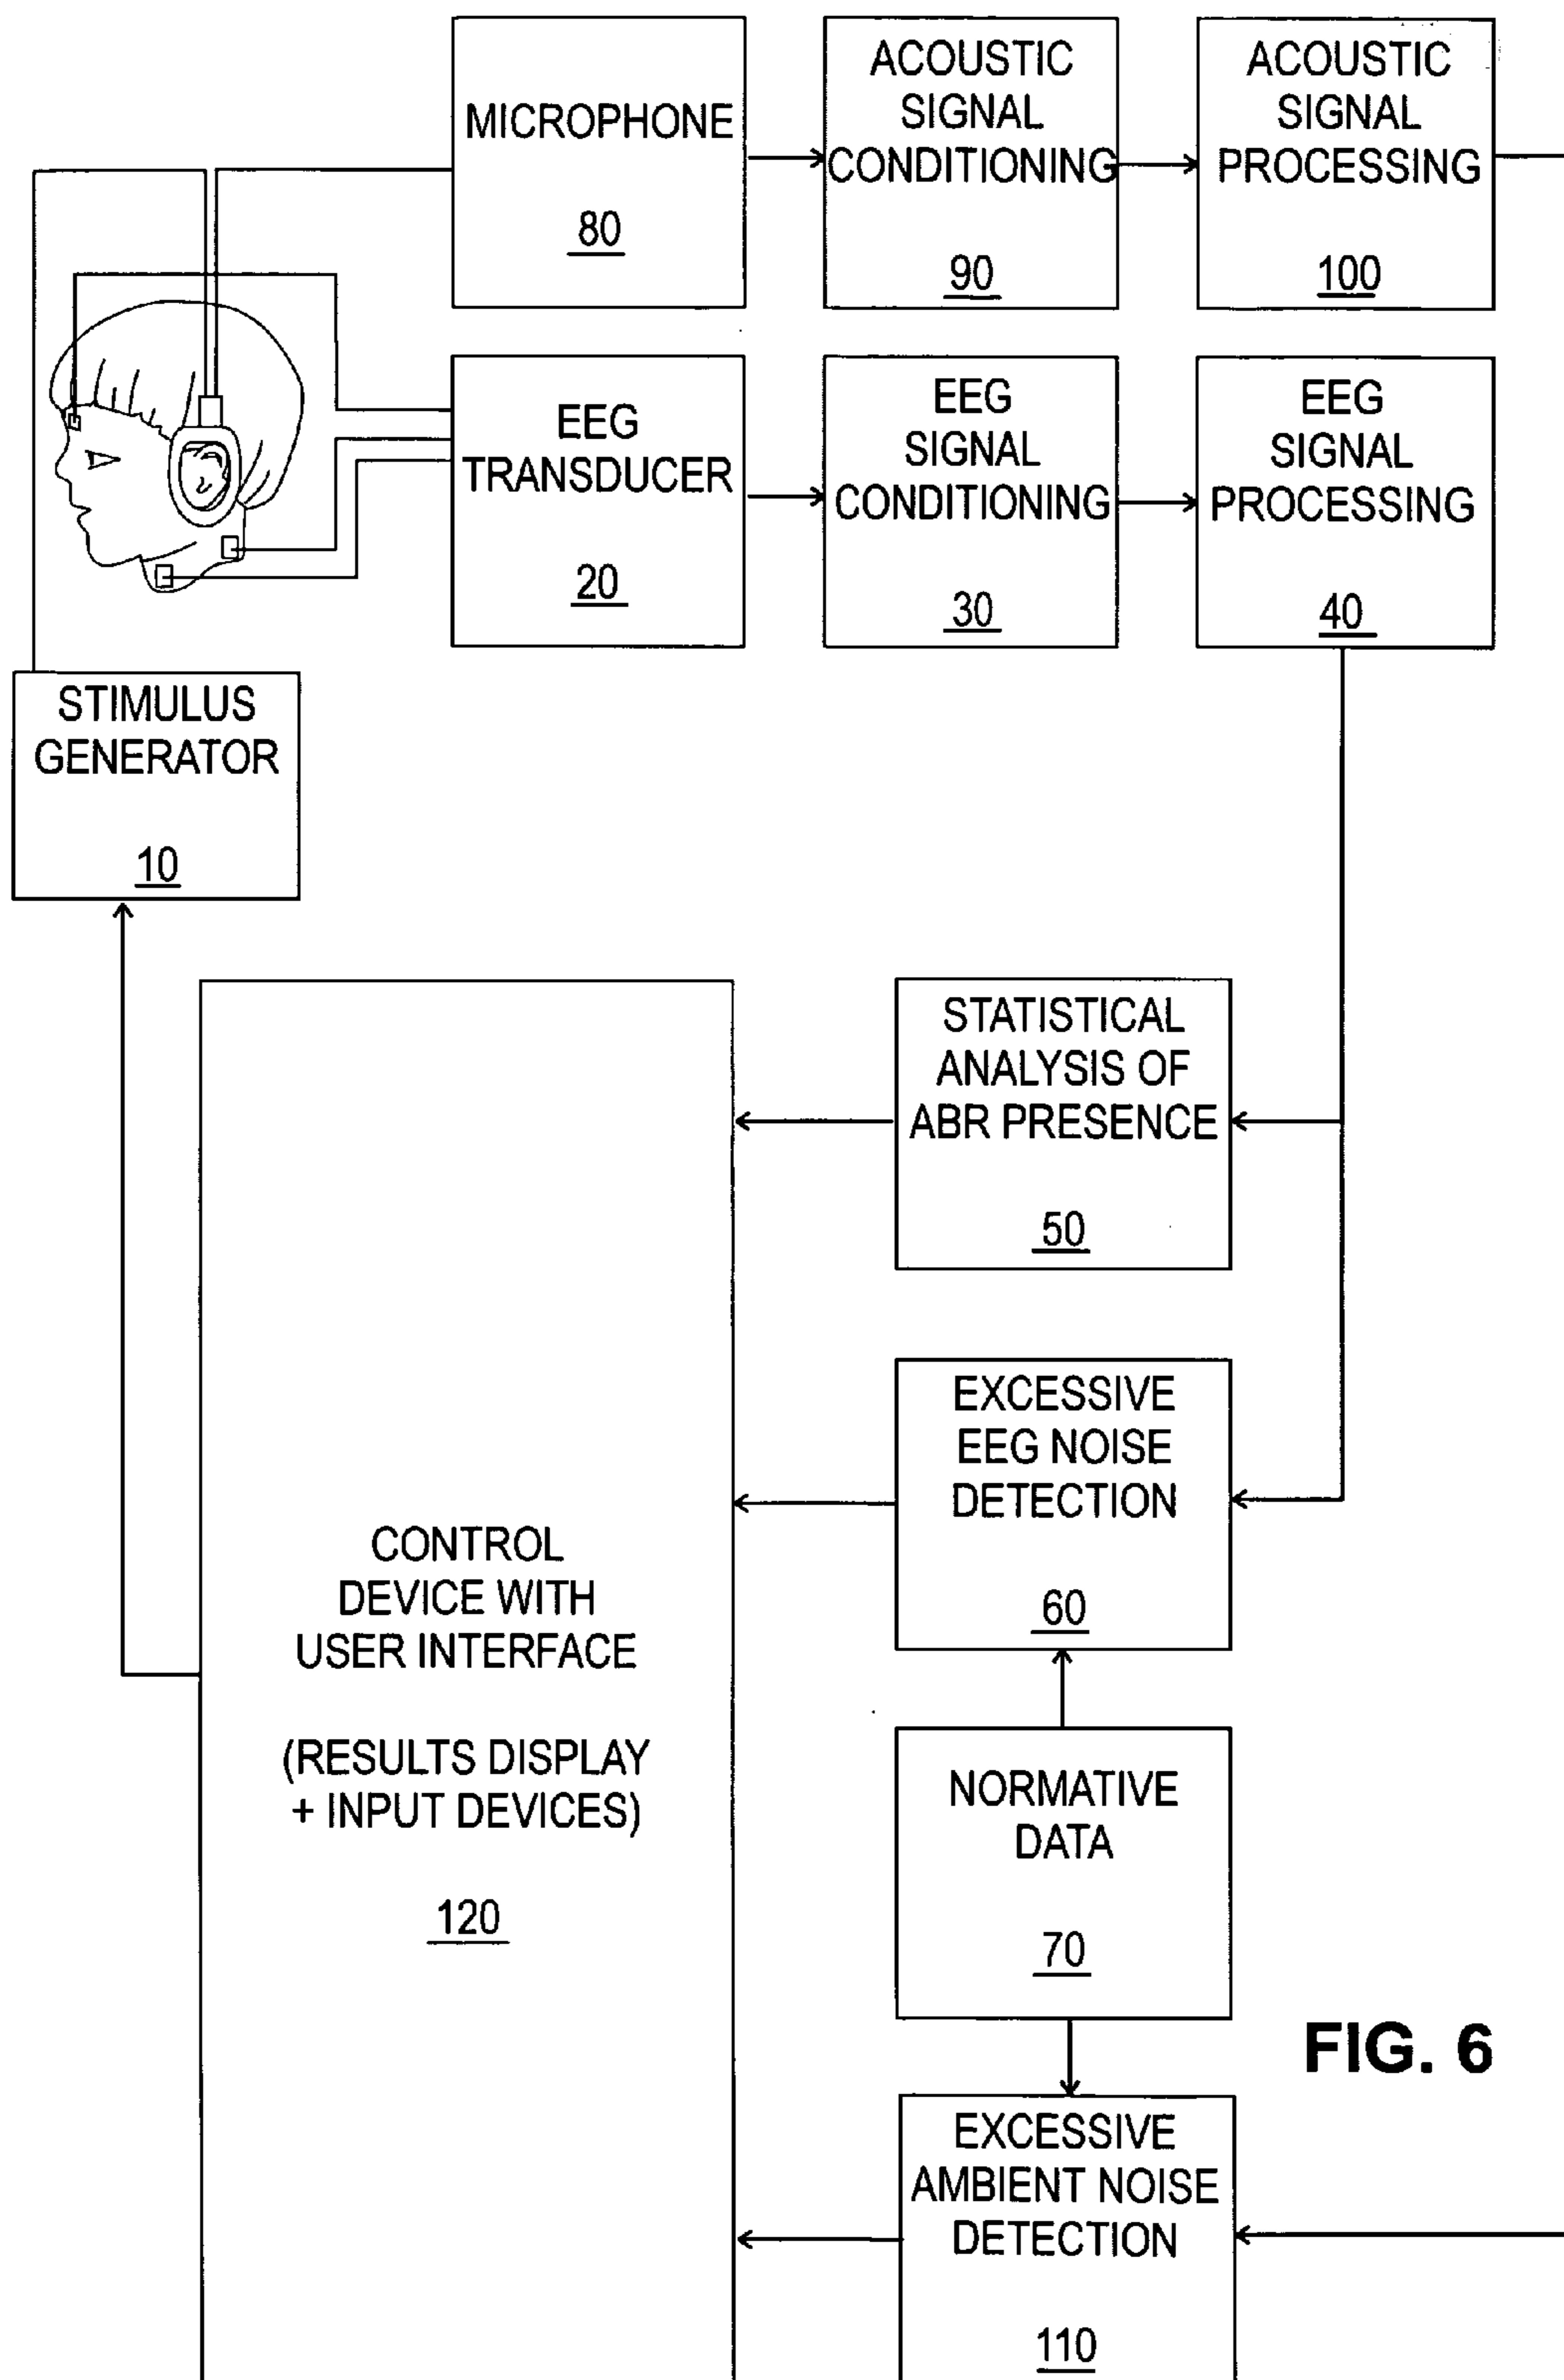 MICROPHONE
80
ACOUSTIC
SIGNAL
CONDITIONING
90
ACOUSTIC
SIGNAL
PROCESSING
100
EEG
TRANSDUCER
20
EEG
SIGNAL
CONDITIONING
30
EEG
SIGNAL
PROCESSING
40
STIMULUS
GENERATOR
10
STATISTICAL
ANALYSIS OF
ABR PRESENCE
50
EXCESSIVE
EEG NOISE
DETECTION
60
CONTROL
DEVICE WITH
USER INTERFACE
(RESULTS DISPLAY
+ INPUT DEVICES)
120
NORMATIVE
DATA
70
FIG. 6
EXCESSIVE
AMBIENT NOISE
DETECTION
110